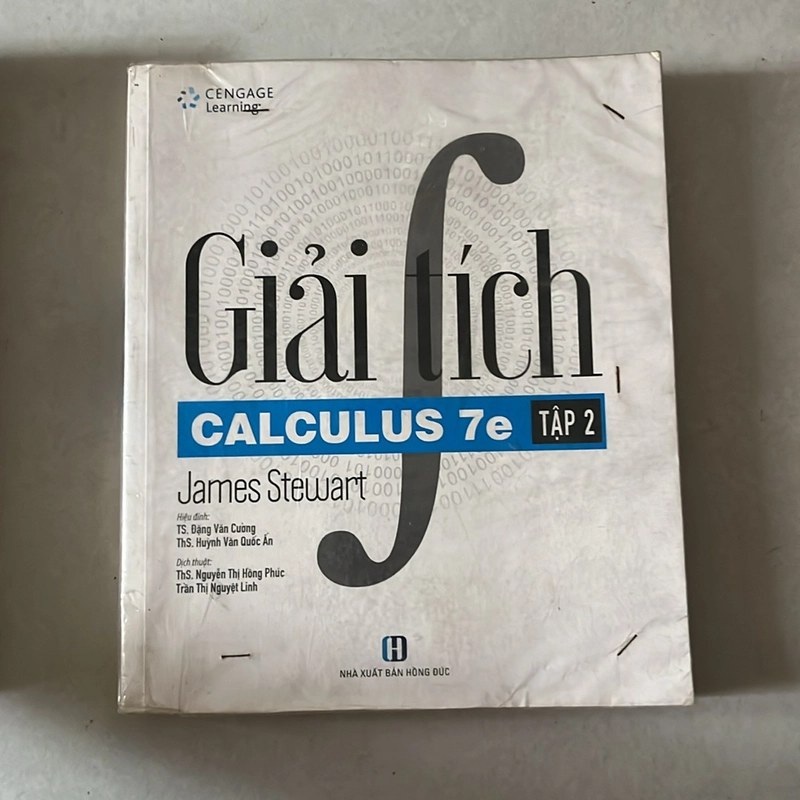 CENGAGE
Learning
Giải tích
CALCULUS 7e TẬP 2
James Stewart
Hiệu đính:
TS. Đặng Văn Cường
ThS. Huỳnh Văn Quốc Ấn
Dịch thuật:
ThS. Nguyễn Thị Hồng Phúc
Trần Thị Nguyệt Linh
H
NHÀ XUẤT BẢN HỒNG ĐỨC